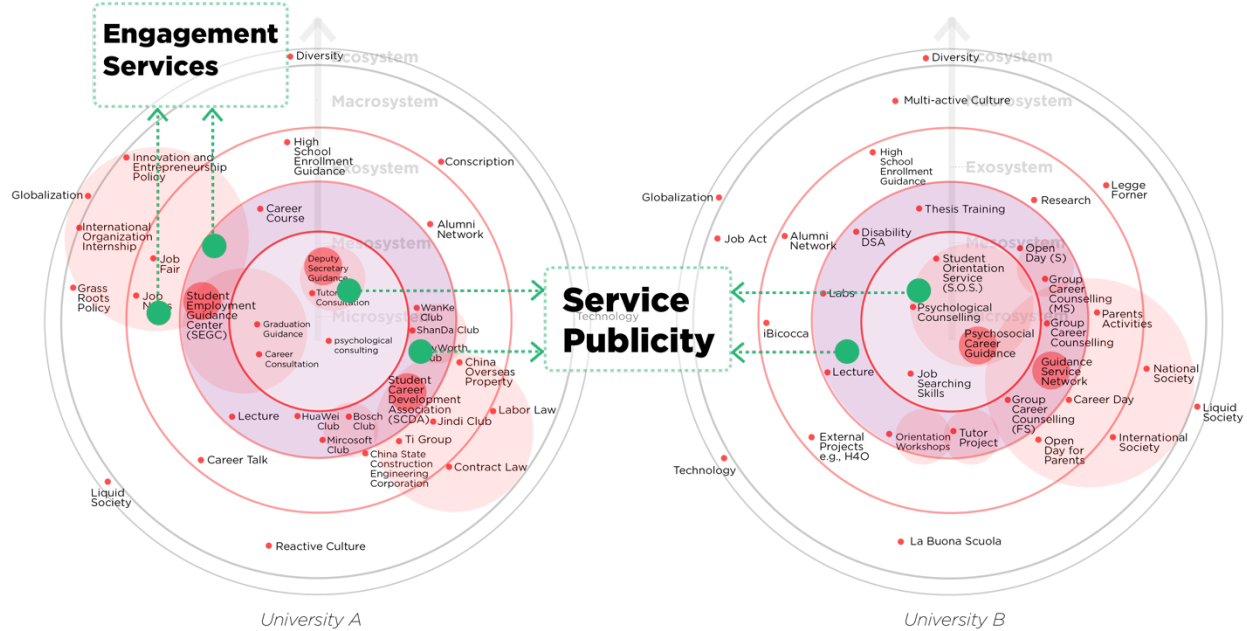 Engagement
Services
Diversity
Ecosystem
Macrosystem
High
School
Enrollment
Guidance
Exosystem
Conscription
Innovation and
Entrepreneurship
Policy
Globalization
International
Organization
Internship
Career
Course
Alumni
Network
Mesosystem
Job
Fair
Deputy
Secretary
Guidance
Tutor
Consultation
Grass
Roots
Policy
Job
Student
Employment
Guidance
Center
(SEGC)
WanKe
Club
ShanDa Club
Microsystem
Graduation
Guidance
psychological
consulting
Career
Consultation
China
Overseas
Property
Student
Career
Development
Association
(SCDA)
Labor Law
Jindi Club
Lecture
HuaWei
Club
Bosch
Club
Mircosoft
Club
Ti Group
China State
Construction
Engineering
Corporation
Contract Law
Career Talk
Liquid
Society
Reactive Culture
University A
Service
Publicity
Technology
Diversity
Ecosystem
Multi-active Culture
Macrosystem
High
School
Enrollment
Guidance
Exosystem
Legge
Forner
Globalization
Research
Thesis Training
Job Act
Alumni
Network
Disability
DSA
Mesosystem
Open
Day (S)
Student
Orientation
Service
(S.O.S.)
Group
Career
Counselling
(MS)
Labs
Psychological
Counselling
Microsystem
Parents
Activities
iBicocca
Group
Career
Counselling
Psychosocial
Career
Guidance
Guidance
Service
Network
National
Society
Lecture
Job
Searching
Skills
Group
Career
Counselling
(FS)
Career Day
Liquid
Society
External
Projects
e.g., H4O
Orientation
Workshops
Tutor
Project
Open
Day for
Parents
International
Society
Technology
La Buona Scuola
University B